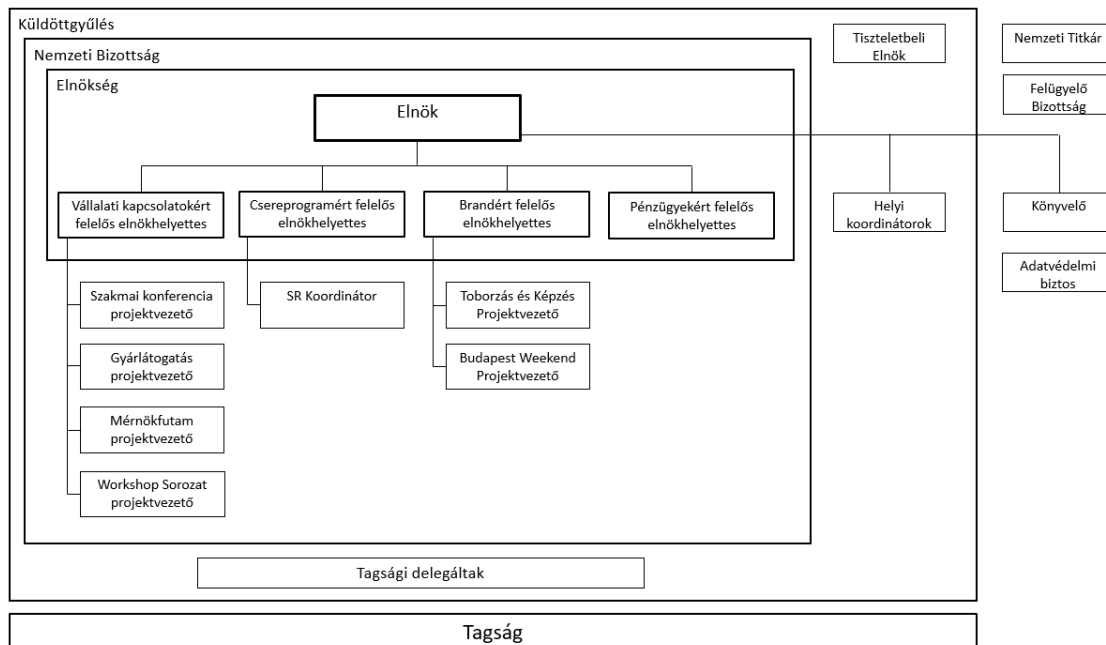 Küldöttgyűlés
Nemzeti Bizottság
Elnökség
Elnök
Tiszteletbeli
Elnök
Nemzeti Titkár
Felügyelő
Bizottság
Vállalati kapcsolatokért
felelős elnökhelyettes
Csereprogramért felelős
elnökhelyettes
Brandért felelős
elnökhelyettes
Pénzügyekért felelős
elnökhelyettes
Helyi
koordinátorok
Könyvelő
Adatvédelmi
biztos
Szakmai konferencia
projektvezető
SR Koordinátor
Toborzás és Képzés
Projektvezető
Gyárlátogatás
projektvezető
Budapest Weekend
Projektvezető
Mérnökfutam
projektvezető
Workshop Sorozat
projektvezető
Tagsági delegáltak
Tagság